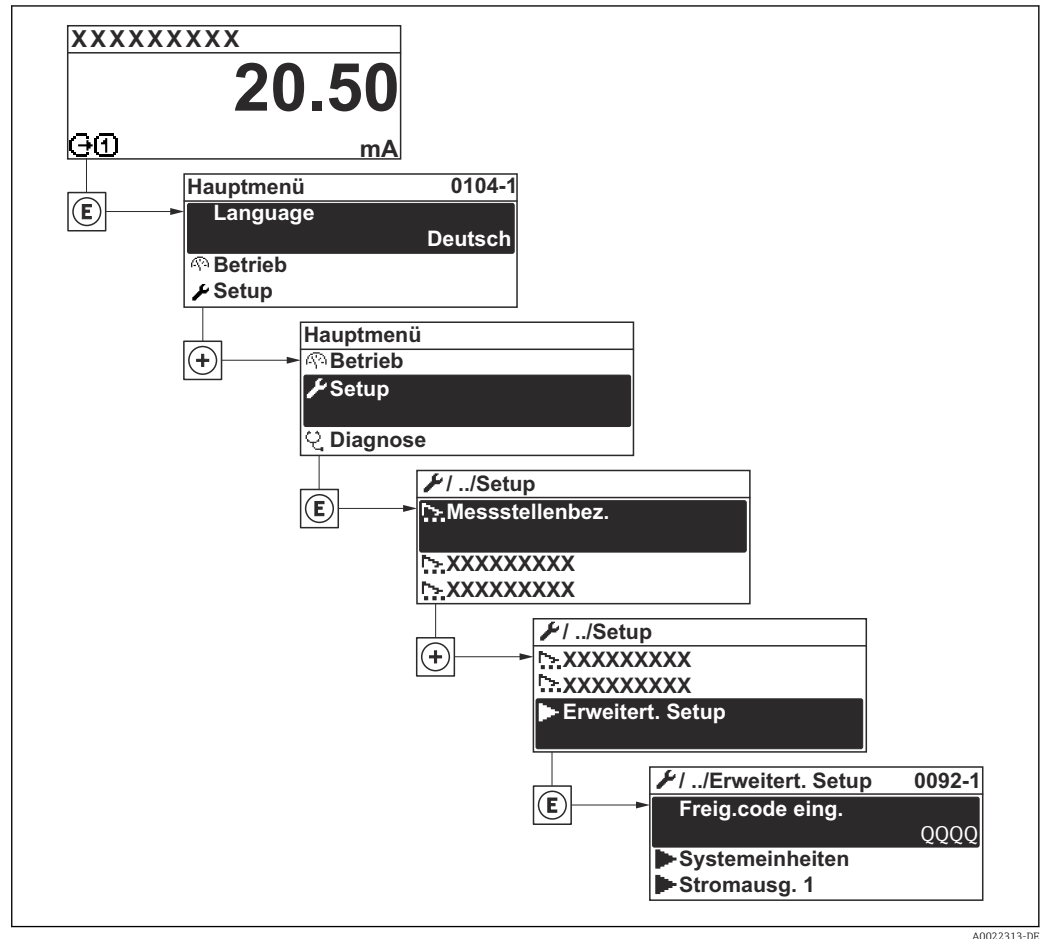 XXXXXXXXX
20.50
1 mA
E
Hauptmenü 0104-1
Language
Deutsch
Betrieb
Setup
+
Hauptmenü
Betrieb
Setup
Diagnose
E
/ ../Setup
Messstellenbez.
XXXXXXXXX
XXXXXXXXX
+
/ ../Setup
XXXXXXXXX
XXXXXXXXX
Erweitert. Setup
E
/ ../Erweitert. Setup 0092-1
Freig.code eing.
QQQQ
Systemeinheiten
Stromausg. 1
A0022313-DE